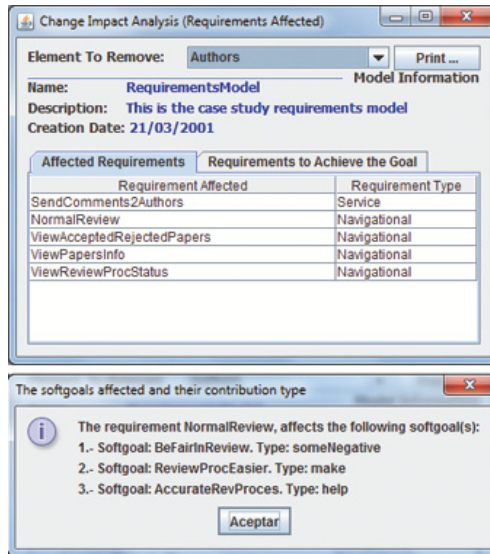 Change Impact Analysis (Requirements Affected)
Element To Remove: Authors Print ...
Model Information
Name: RequirementsModel
Description: This is the case study requirements model
Creation Date: 21/03/2001
Affected Requirements Requirements to Achieve the Goal
Requirement Affected Requirement Type
SendComments2Authors Service
NormalReview Navigational
ViewAcceptedRejectedPapers Navigational
ViewPapersInfo Navigational
ViewReviewProcStatus Navigational
The softgoals affected and their contribution type
The requirement NormalReview, affects the following softgoal(s):
1.- Softgoal: BeFairInReview. Type: someNegative
2.- Softgoal: ReviewProcEasier. Type: make
3.- Softgoal: AccurateRevProces. Type: help
Aceptar